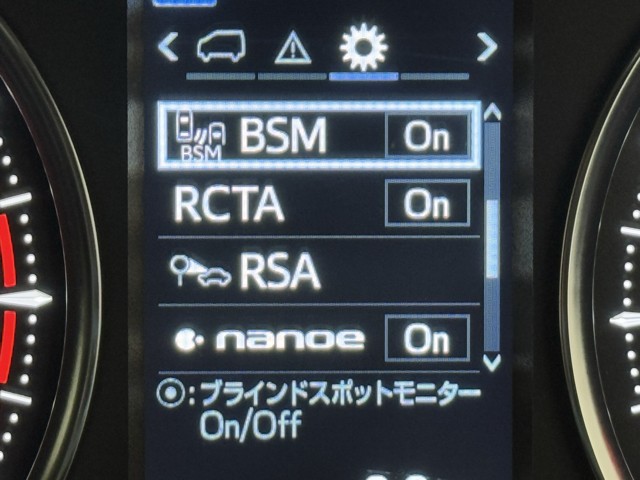 BSM BSM On
RCTA On
RSA
nanoe On
:ブラインドスポットモニター
On/Off